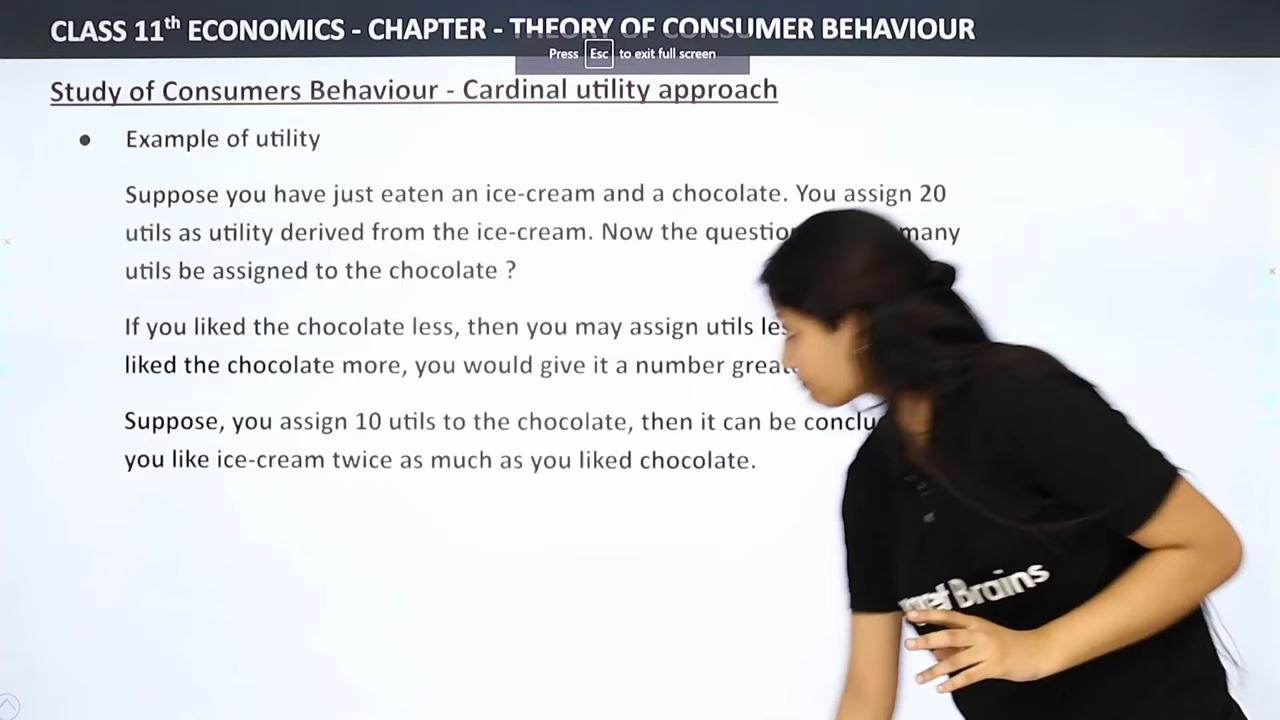 CLASS 11th ECONOMICS - CHAPTER - THEORY OF CONSUMER BEHAVIOUR
Press Esc to exit full screen
Study of Consumers Behaviour - Cardinal utility approach
● Example of utility
Suppose you have just eaten an ice-cream and a chocolate. You assign 20
utils as utility derived from the ice-cream. Now the many
utils be assigned to the chocolate ?
If you liked the chocolate less, then you may assign utils
liked the chocolate more, you would give it a number
Suppose, you assign 10 utils to the chocolate, then it can be
you like ice-cream twice as much as you liked chocolate.
Brains